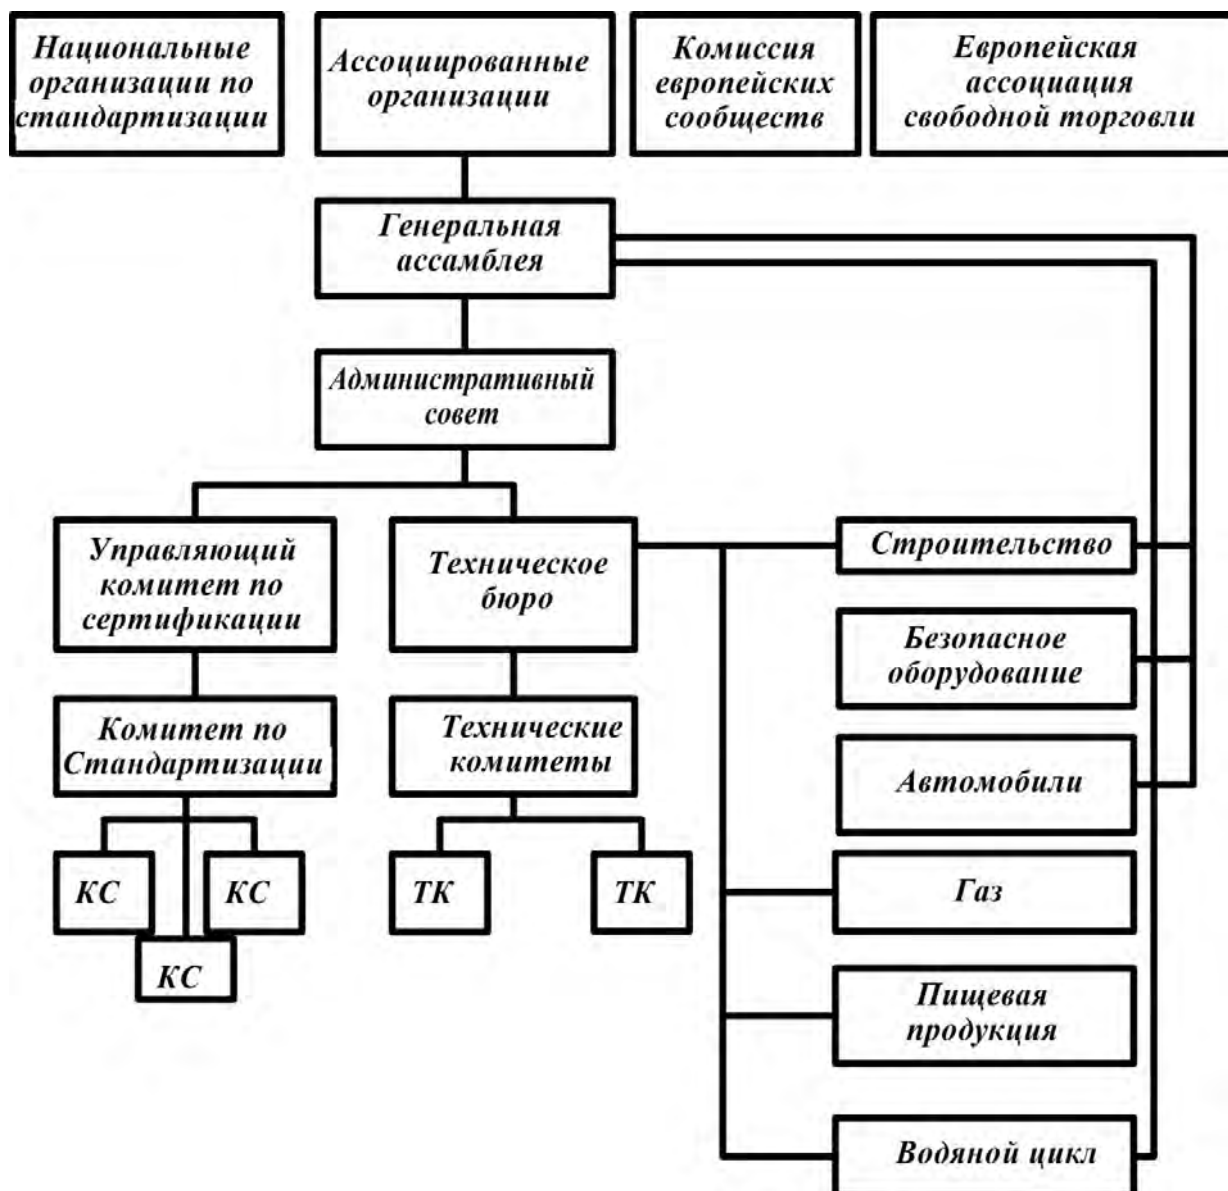 Национальные
организации по
стандартизации
Ассоциированные
организации
Комиссия
европейских
сообществ
Европейская
ассоциация
свободной торговли
Генеральная
ассамблея
Административный
совет
Управляющий
комитет по
сертификации
Техническое
бюро
Строительство
Безопасное
оборудование
Комитет по
Стандартизации
Технические
комитеты
Автомобили
КС
КС
КС
ТК
ТК
Газ
Пищевая
продукция
Водяной цикл